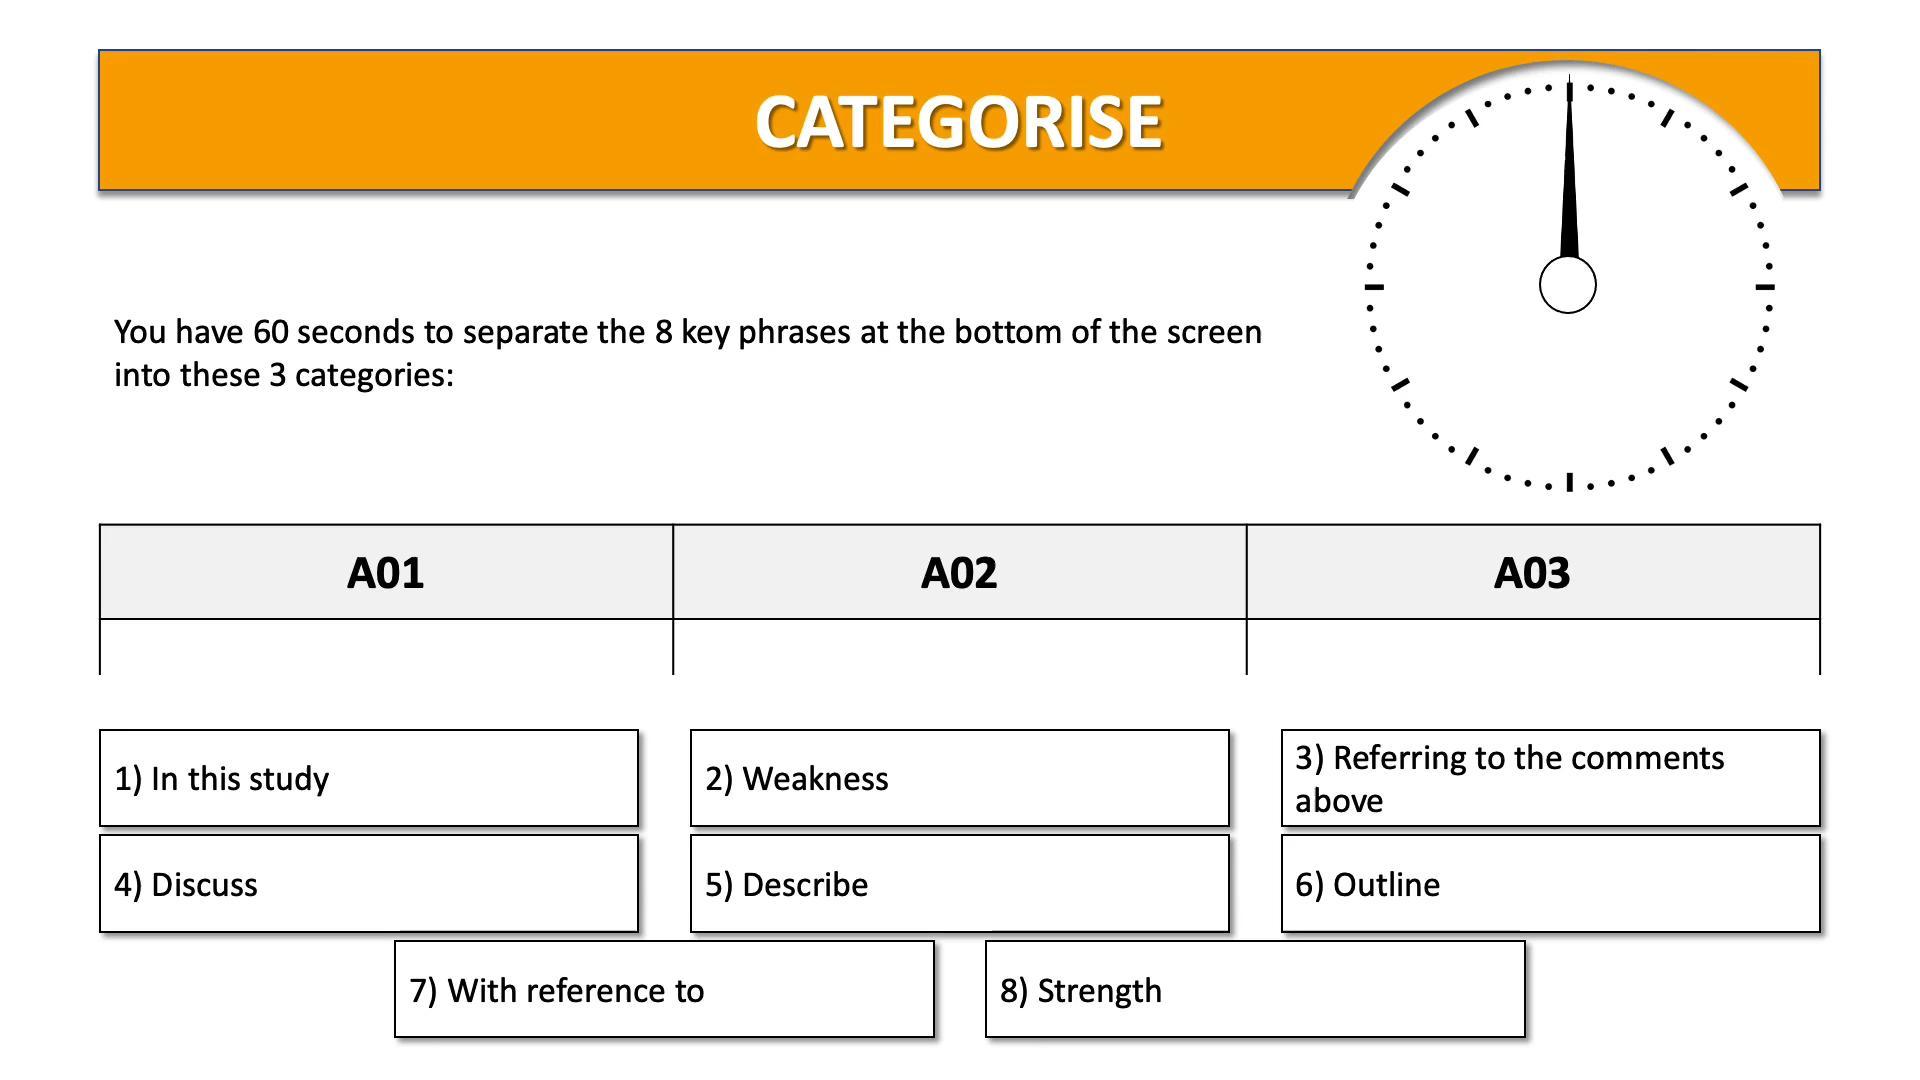 CATEGORISE
You have 60 seconds to separate the 8 key phrases at the bottom of the screen
into these 3 categories:
A01
A02
A03
1) In this study
2) Weakness
3) Referring to the comments
above
4) Discuss
5) Describe
6) Outline
7) With reference to
8) Strength